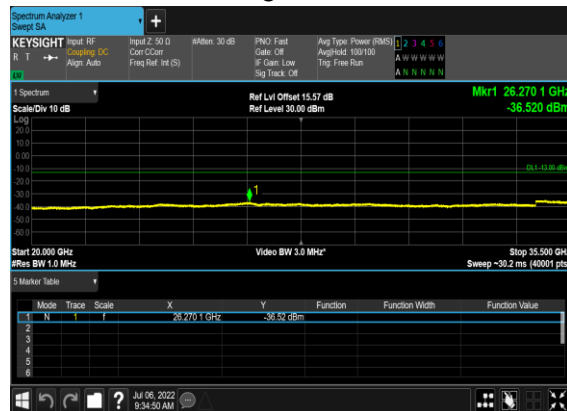 Spectrum Analyzer 1
Swept SA
+
KEYSIGHT Input: RF Input Z: 50 Ω #Atten: 30 dB PNO: Fast Avg Type: Power (RMS) 1 2 3 4 5 6
R T Coupling: DC Corr CCorr Gate: Off Avg|Hold: 100/100 A W W W W W
Align: Auto Freq Ref: Int (S) IF Gain: Low Trig: Free Run
Sig Track: Off A N N N N N
1 Spectrum
Ref Lvl Offset 15.57 dB Mkr1 26.270 1 GHz
Scale/Div 10 dB Ref Level 30.00 dBm -36.520 dBm
Log
20.0
10.0
0.00
-10.0
DL1 -13.00 dBm
-20.0
1
-30.0
-40.0
-50.0
-60.0
Start 20.000 GHz Video BW 3.0 MHz* Stop 35.500 GHz
#Res BW 1.0 MHz Sweep ~30.2 ms (40001 pts
5 Marker Table
Mode Trace Scale X Y Function Function Width Function Value
1 N 1 f 26.270 1 GHz -36.52 dBm
2
3
4
5
6
? Jul 06, 2022
9:34:50 AM